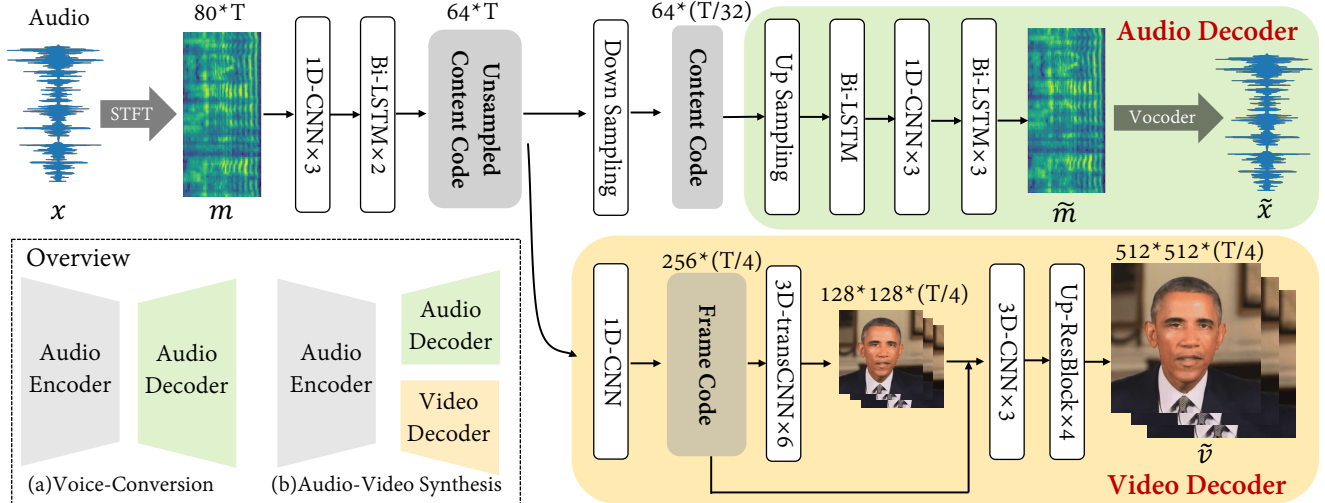 Audio
80*T
64*T
64*(T/32)
Audio Decoder
STFT
1D-CNN×3
Bi-LSTM×2
Unsampled
Content Code
Down Sampling
Content Code
Up Sampling
Bi-LSTM
1D-CNN×3
Bi-LSTM×3
Vocoder
x
m
m̃
x̃
Overview
Audio
Encoder
Audio
Decoder
(a)Voice-Conversion
Audio
Encoder
Audio
Decoder
Video
Decoder
(b)Audio-Video Synthesis
1D-CNN
256*(T/4)
Frame Code
3D-transCNN×6
128*128*(T/4)
3D-CNN×3
Up-ResBlock×4
512*512*(T/4)
ṽ
Video Decoder